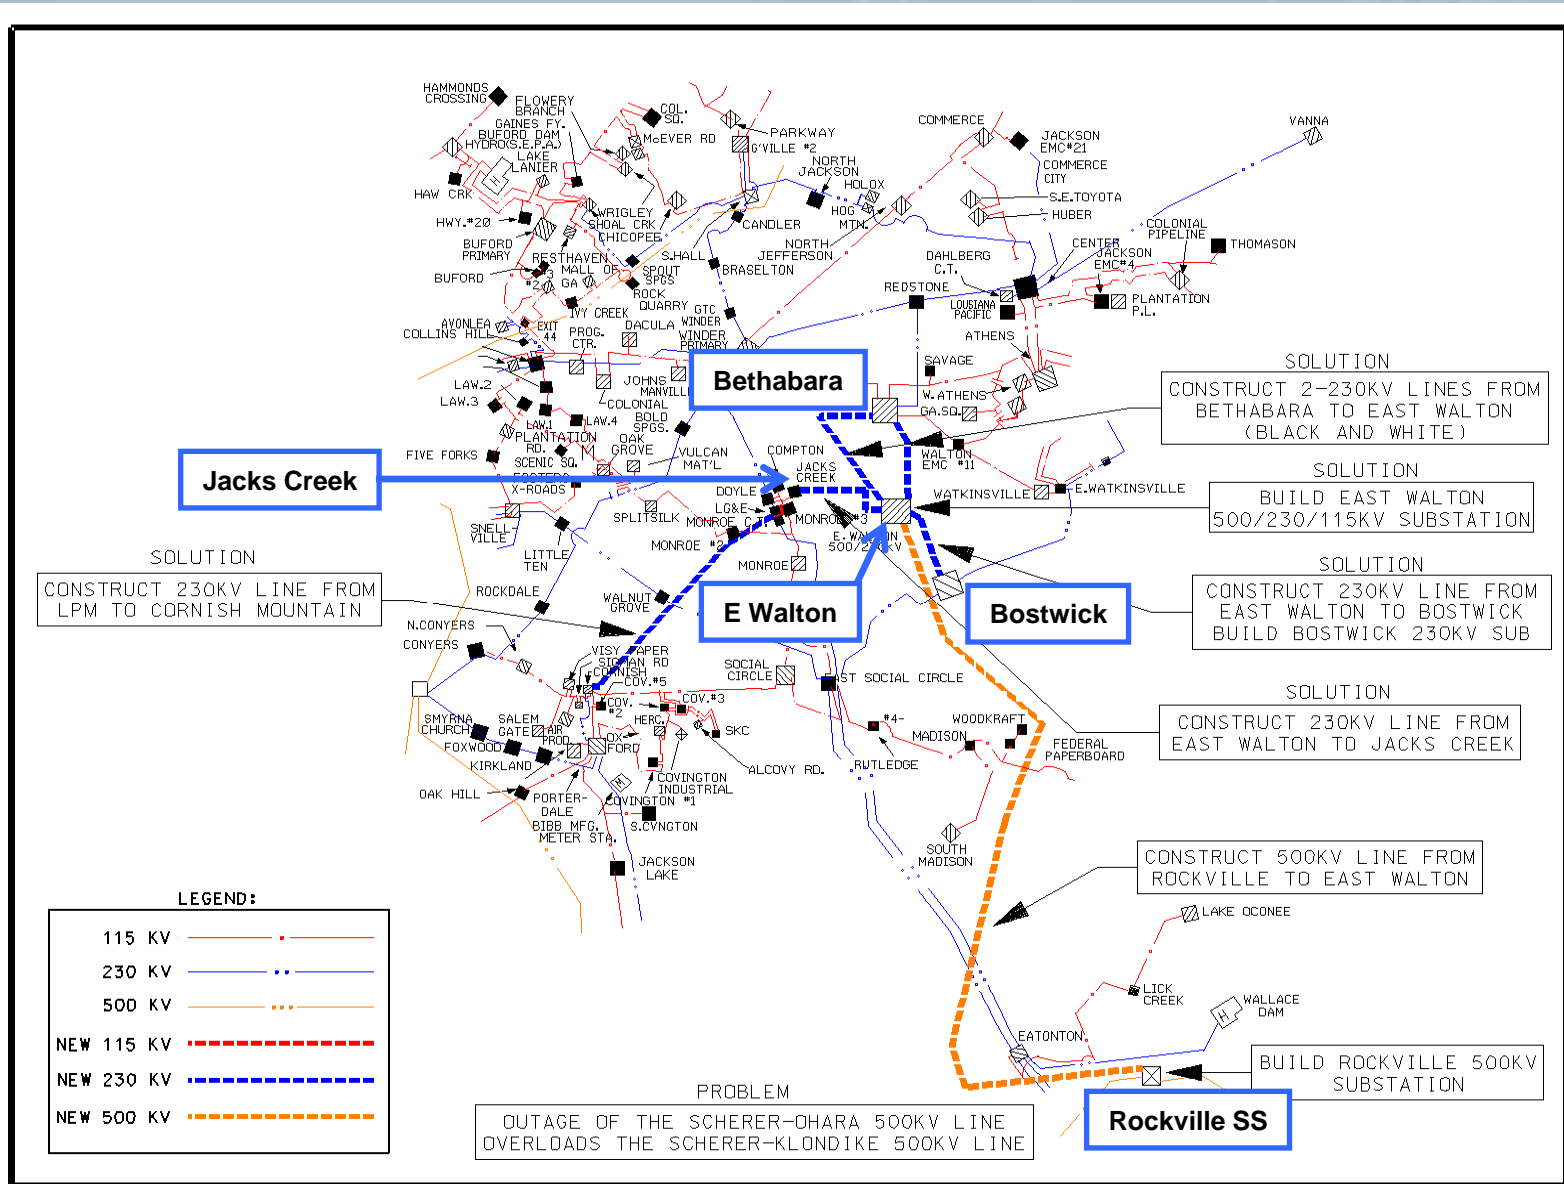 HAMMONDS
CROSSING
FLOWERY
BRANCH
GAINES FY.
BUFORD DAM
HYDRO(S.E.P.A.)
LAKE
LANIER
COL.
SQ.
McEVER RD
PARKWAY
G'VILLE #2
NORTH
JACKSON
HOLOX
HOG
MTN.
COMMERCE
JACKSON
EMC#21
COMMERCE
CITY
VANNA
HAW CRK
HWY.#20
WRIGLEY
SHOAL CRK
CHICOPEE
S.HALL
CANDLER
BRASELTON
NORTH
JEFFERSON
S.E.TOYOTA
HUBER
DAHLBERG
C.T.
CENTER
JACKSON
EMC#4
COLONIAL
PIPELINE
THOMASON
BUFORD
PRIMARY
RESTHAVEN
MALL OF
GA
BUFORD
#2
#3
SPOUT
SPGS
ROCK
QUARRY
IVY CREEK
GTC
WINDER
WINDER
PRIMARY
REDSTONE
LOUSIANA
PACIFIC
PLANTATION
P.L.
AVONLEA
COLLINS HILL
EXIT
44
PROG.
CTR.
DACULA
ATHENS
SAVAGE
W.ATHENS
GA.SQ.
Bethabara
LAW.2
LAW.3
LAW.1
LAW.4
JOHNS
MANVILLE
COLONIAL
BOLD
SPGS.
PLANTATION
RD.
OAK
GROVE
SCENIC SQ.
FIVE FORKS
X-ROADS
VULCAN
MAT'L
COMPTON
JACKS
CREEK
WALTON
EMC #11
WATKINSVILLE
E.WATKINSVILLE
Jacks Creek
SNELL-
VILLE
SPLITSILK
LITTLE
TEN
DOYLE
LG&E
MONROE C.T.
MONROE #3
MONROE #2
MONROE
E.WALTON
500/230KV
SOLUTION
CONSTRUCT 2-230KV LINES FROM
BETHABARA TO EAST WALTON
(BLACK AND WHITE)
SOLUTION
BUILD EAST WALTON
500/230/115KV SUBSTATION
SOLUTION
CONSTRUCT 230KV LINE FROM
EAST WALTON TO BOSTWICK
BUILD BOSTWICK 230KV SUB
SOLUTION
CONSTRUCT 230KV LINE FROM
EAST WALTON TO JACKS CREEK
SOLUTION
CONSTRUCT 230KV LINE FROM
LPM TO CORNISH MOUNTAIN
ROCKDALE
WALNUT
GROVE
E Walton
Bostwick
N.CONYERS
CONYERS
VISY PAPER
SIGMAN RD
CORNISH
COV.#5
COV.
#2
COV.#3
HERC.
SKC
SOCIAL
CIRCLE
ST SOCIAL CIRCLE
#4-
WOODKRAFT
MADISON
FEDERAL
PAPERBOARD
RUTLEDGE
SMYRNA
CHURCH
SALEM
GATE
AIR
PROD.
OX
FORD
FOXWOOD
KIRKLAND
ALCOVY RD.
COVINGTON
INDUSTRIAL
OAK HILL
PORTER-
DALE
COVINGTON #1
BIBB MFG.
METER STA.
S.CVNGTON
SOUTH
MADISON
JACKSON
LAKE
CONSTRUCT 500KV LINE FROM
ROCKVILLE TO EAST WALTON
LAKE OCONEE
LICK
CREEK
WALLACE
DAM
EATONTON
BUILD ROCKVILLE 500KV
SUBSTATION
Rockville SS
LEGEND:
115 KV
230 KV
500 KV
NEW 115 KV
NEW 230 KV
NEW 500 KV
PROBLEM
OUTAGE OF THE SCHERER-OHARA 500KV LINE
OVERLOADS THE SCHERER-KLONDIKE 500KV LINE